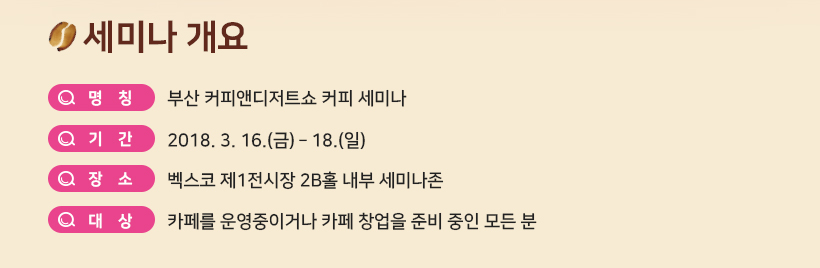 세미나 개요
명 칭 부산 커피앤디저트쇼 커피 세미나
기 간 2018. 3. 16.(금) - 18.(일)
장 소 벡스코 제1전시장 2B홀 내부 세미나존
대 상 카페를 운영중이거나 카페 창업을 준비 중인 모든 분